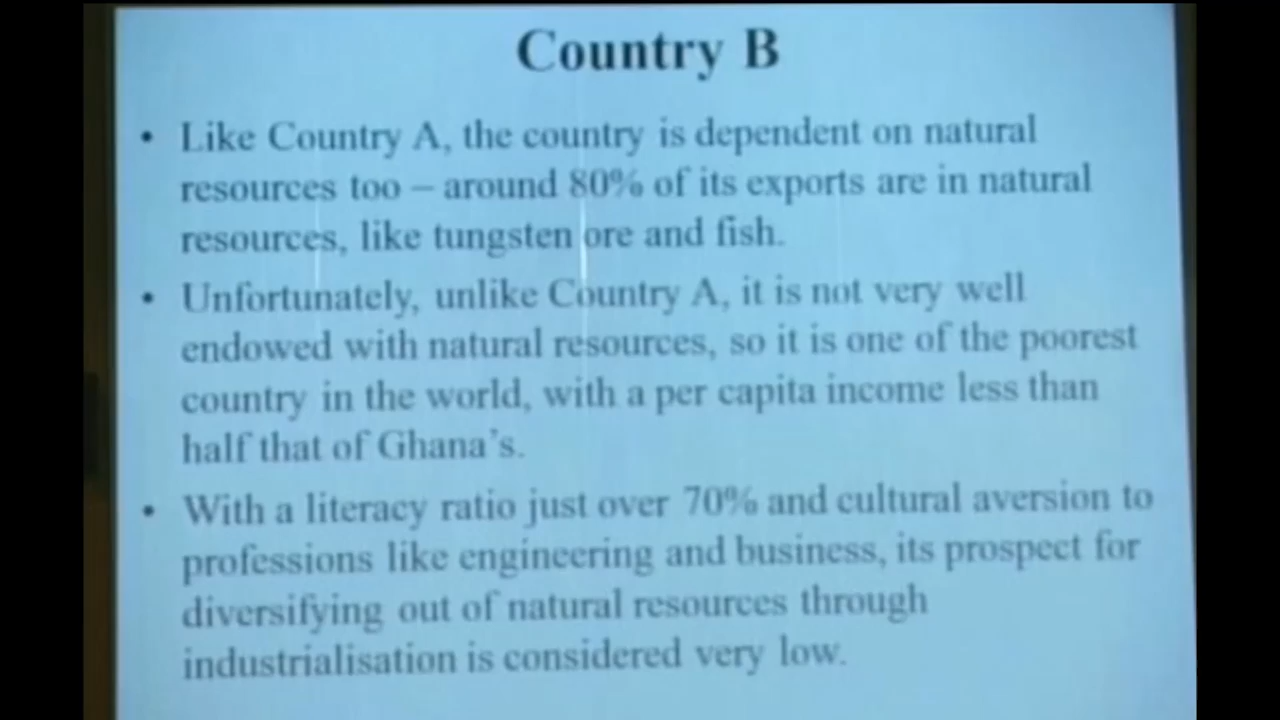 Country B
• Like Country A, the country is dependent on natural
resources too – around 80% of its exports are in natural
resources, like tungsten ore and fish.
• Unfortunately, unlike Country A, it is not very well
endowed with natural resources, so it is one of the poorest
country in the world, with a per capita income less than
half that of Ghana's.
• With a literacy ratio just over 70% and cultural aversion to
professions like engineering and business, its prospect for
diversifying out of natural resources through
industrialisation is considered very low.